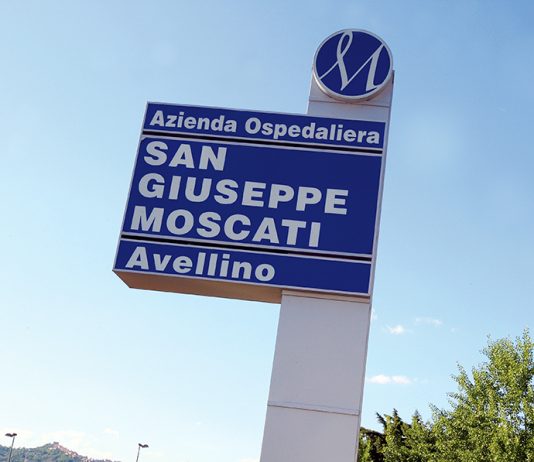 M
Azienda Ospedaliera
SAN
GIUSEPPE
MOSCATI
Avellino